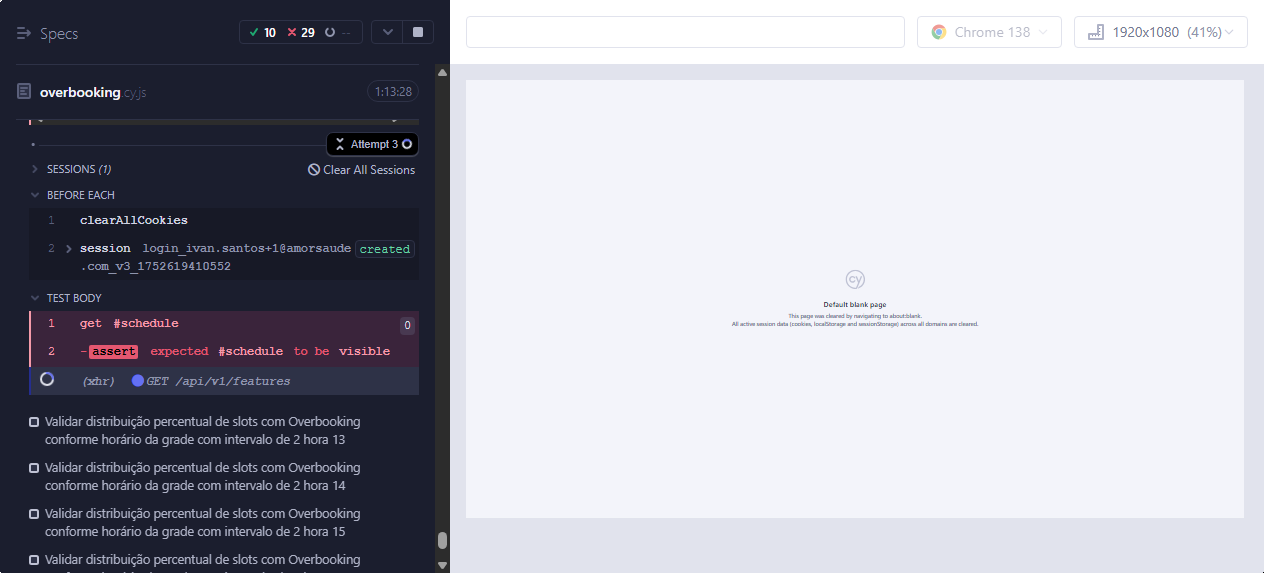 Specs
10 29 --
overbooking.cy.js
1:13:28
Attempt 3
SESSIONS (1)
Clear All Sessions
BEFORE EACH
1 clearAllCookies
2 session login_ivan.santos+1@amorsaude created
.com_v3_1752619410552
TEST BODY
1 get #schedule 0
2 -assert expected #schedule to be visible
(xhr) GET /api/v1/features
Validar distribuição percentual de slots com Overbooking
conforme horário da grade com intervalo de 2 hora 13
Validar distribuição percentual de slots com Overbooking
conforme horário da grade com intervalo de 2 hora 14
Validar distribuição percentual de slots com Overbooking
conforme horário da grade com intervalo de 2 hora 15
Validar distribuição percentual de slots com Overbooking
Chrome 138
1920x1080 (41%)
cy
Default blank page
This page was cleared by navigating to about:blank.
All active session data (cookies, localStorage and sessionStorage) across all domains are cleared.